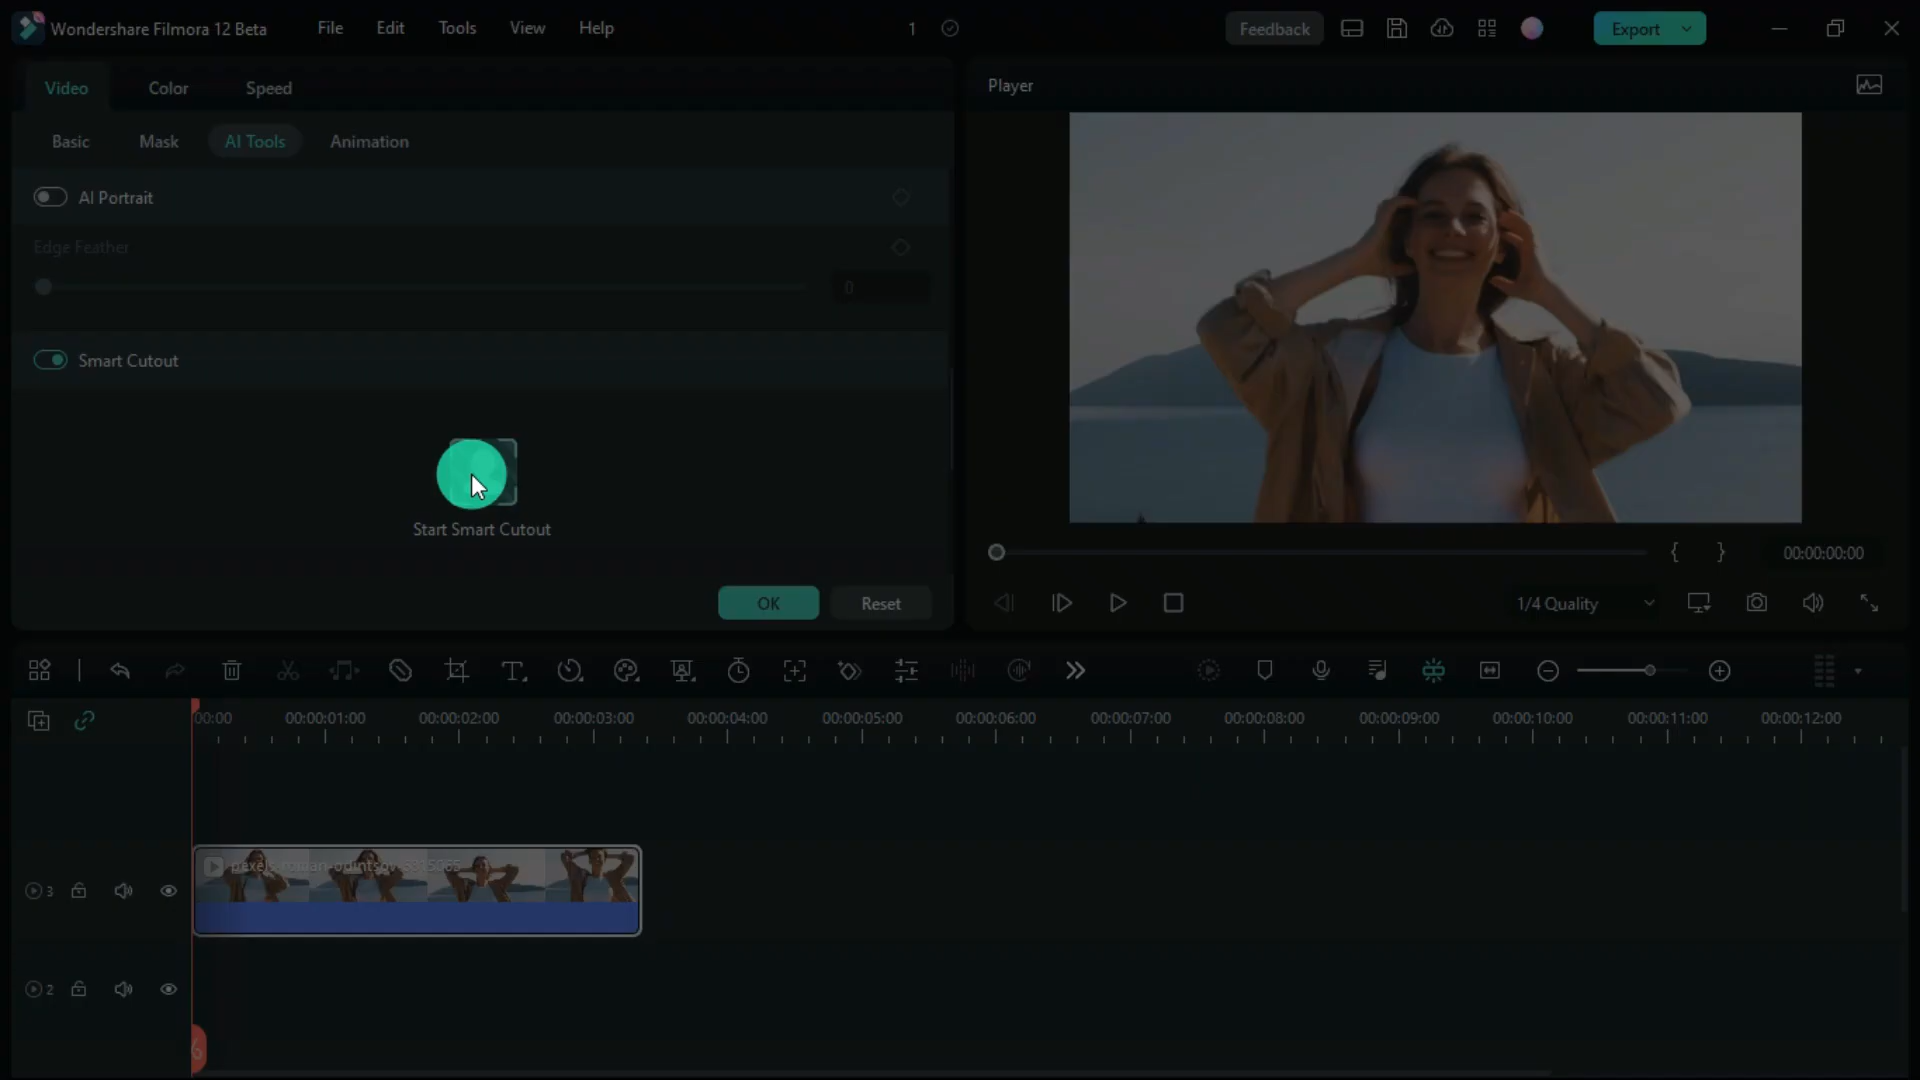 Wondershare Filmora 12 Beta
File
Edit
Tools
View
Help
1
Feedback
Export
Video
Color
Speed
Player
Basic
Mask
AI Tools
Animation
AI Portrait
Edge Feather
0
Smart Cutout
Start Smart Cutout
OK
Reset
00:00:00:00
1/4 Quality
00:00
00:00:01:00
00:00:02:00
00:00:03:00
00:00:04:00
00:00:05:00
00:00:06:00
00:00:07:00
00:00:08:00
00:00:09:00
00:00:10:00
00:00:11:00
00:00:12:00
3
2